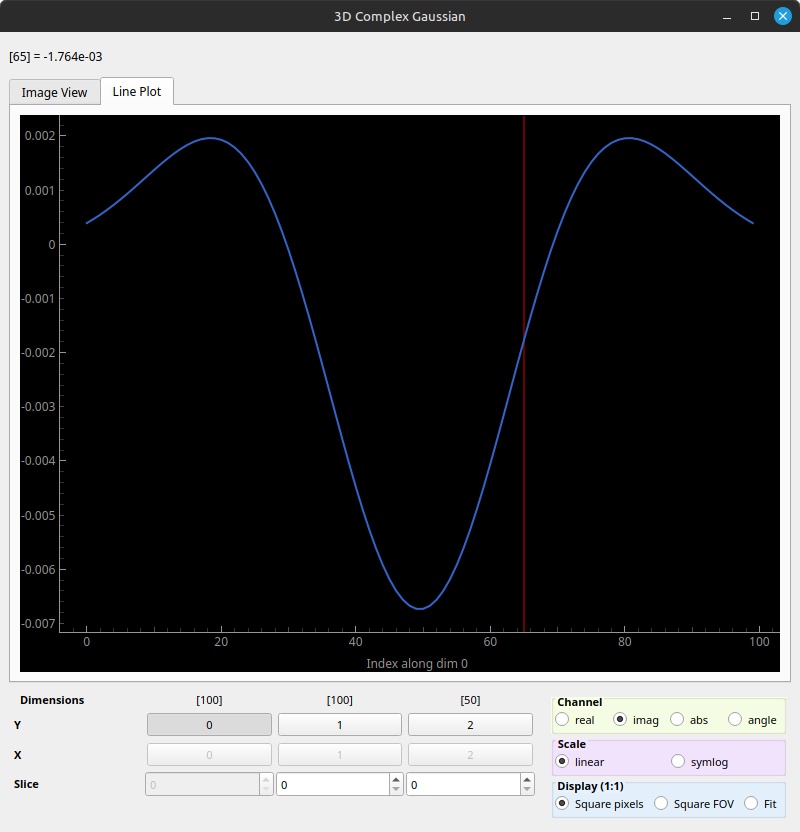 3D Complex Gaussian
[65] = -1.764e-03
Image View Line Plot
0.002
0.001
0
-0.001
-0.002
-0.003
-0.004
-0.005
-0.006
-0.007
0 20 40 60 80 100
Index along dim 0
Dimensions [100] [100] [50]
Y 0 1 2
X 0 1 2
Slice 0 0 0
Channel
real imag abs angle
Scale
linear symlog
Display (1:1)
Square pixels Square FOV Fit